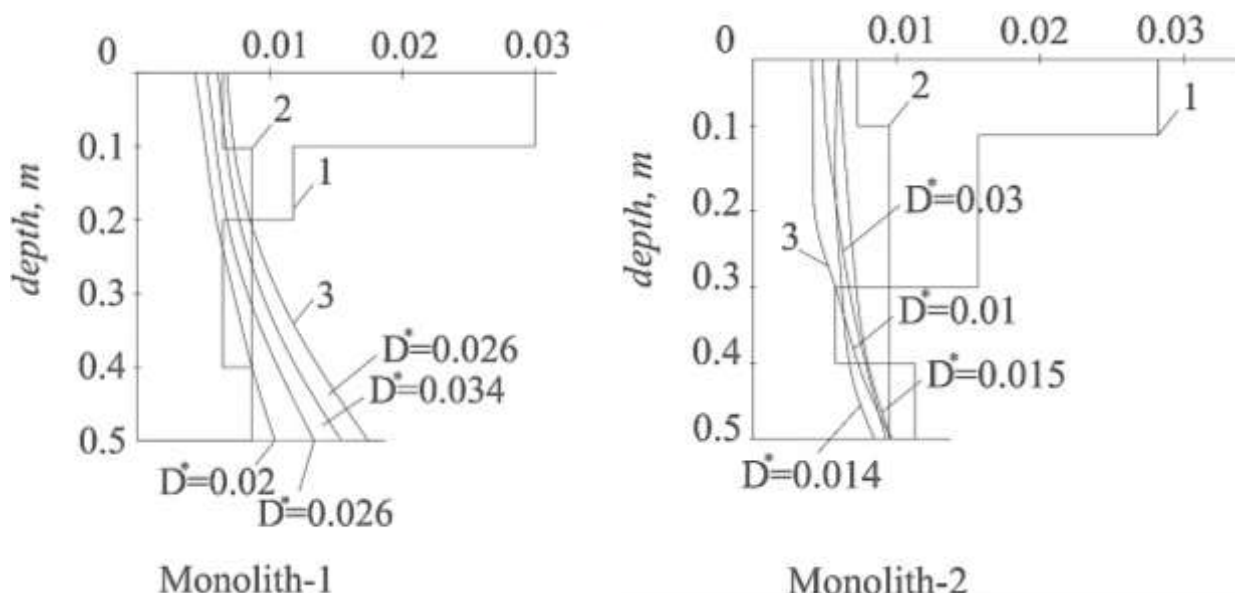 0 0.01 0.02 0.03
0.1
0.2
0.3
0.4
0.5
depth, m
2
1
3
D*=0.026
D*=0.034
D*=0.02
D*=0.026
Monolith-1
0 0.01 0.02 0.03
0.1
0.2
0.3
0.4
0.5
depth, m
2
1
D*=0.03
3
D*=0.01
D*=0.015
D*=0.014
Monolith-2